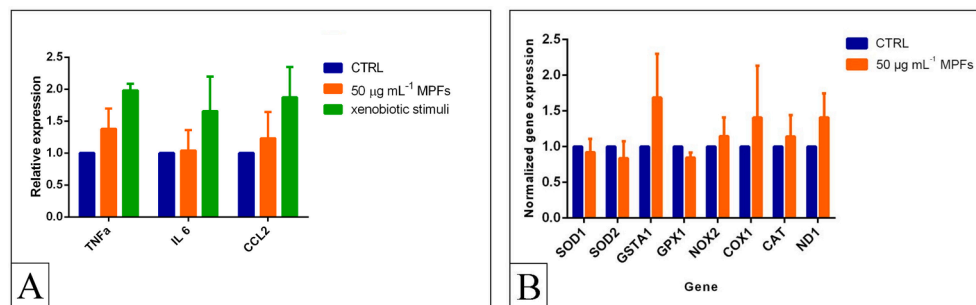 2.5
2.0
1.5
1.0
0.5
0.0
Relative expression
CTRL
50 µg mL⁻¹ MPFs
xenobiotic stimuli
TNFa
IL 6
CCL2
A
2.5
2.0
1.5
1.0
0.5
0.0
Normalized gene expression
CTRL
50 µg mL⁻¹ MPFs
SOD1
SOD2
GSTA1
GPX1
NOX2
COX1
CAT
ND1
Gene
B